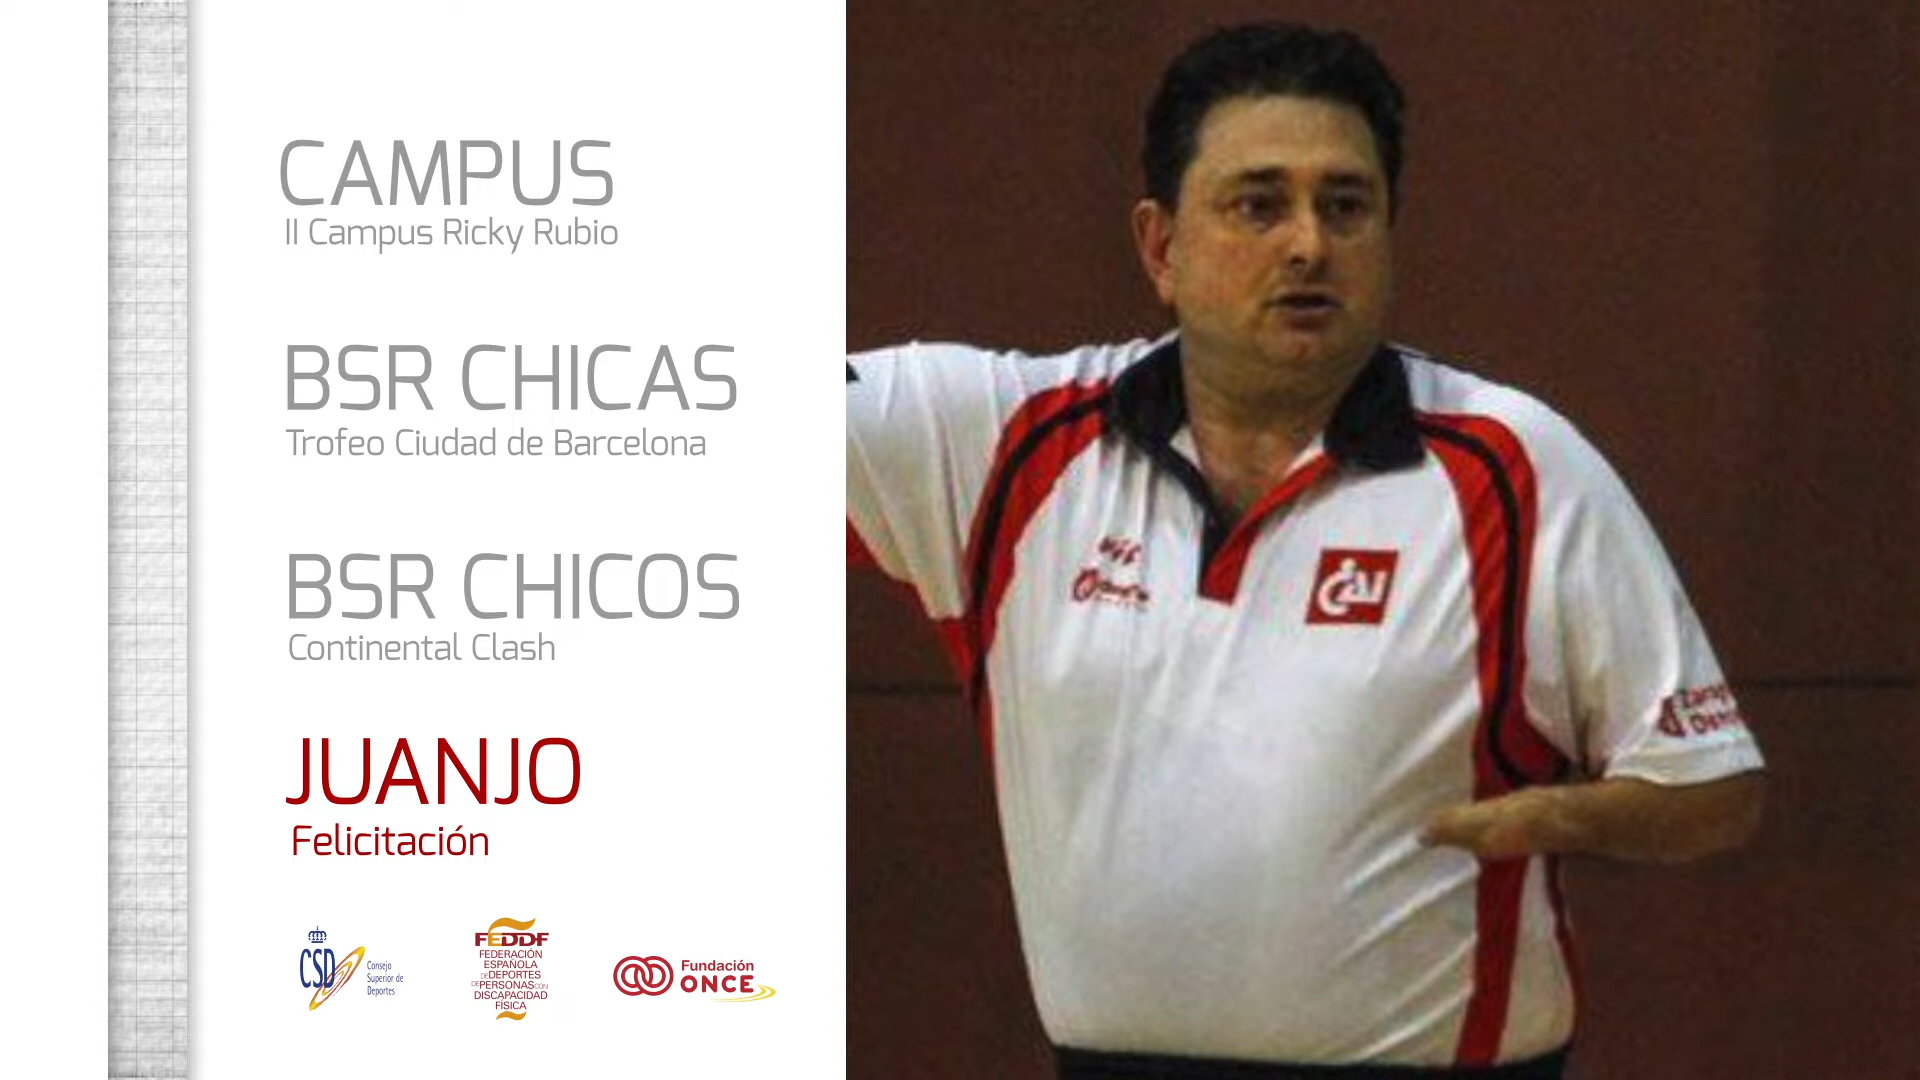 CAMPUS
II Campus Ricky Rubio
BSR CHICAS
Trofeo Ciudad de Barcelona
BSR CHICOS
Continental Clash
JUANJO
Felicitación
CSD
Consejo
Superior de
Deportes
FEDDF
FEDERACIÓN
ESPAÑOLA
DE DEPORTES
DE PERSONAS CON
DISCAPACIDAD
FÍSICA
Fundación
ONCE
CAI